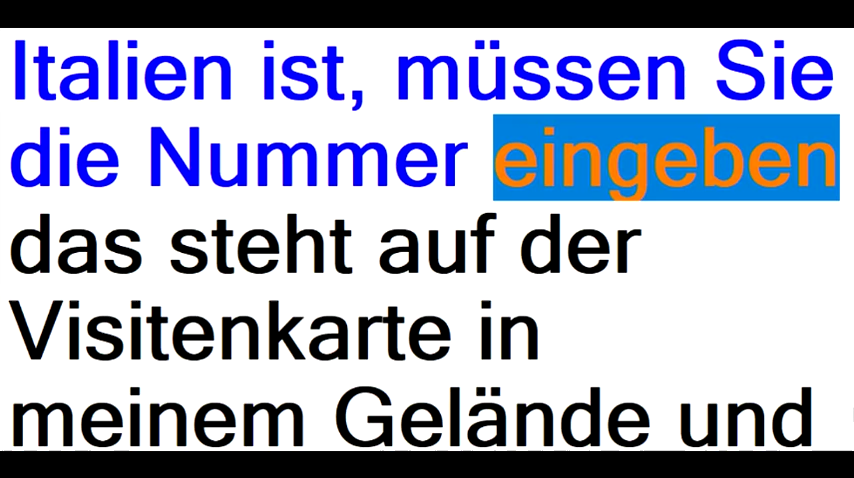 Italien ist, müssen Sie
die Nummer eingeben
das steht auf der
Visitenkarte in
meinem Gelände und